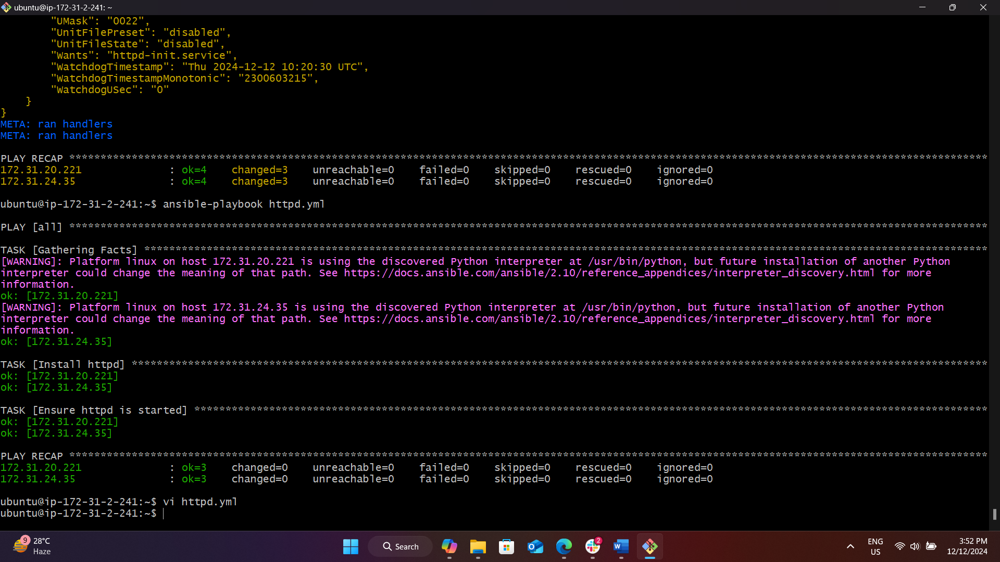 ubuntu@ip-172-31-2-241: ~
        "UMask": "0022",
        "UnitFilePreset": "disabled",
        "UnitFileState": "disabled",
        "Wants": "httpd-init.service",
        "WatchdogTimestamp": "Thu 2024-12-12 10:20:30 UTC",
        "WatchdogTimestampMonotonic": "2300603215",
        "WatchdogUSec": "0"
    }
}
META: ran handlers
META: ran handlers
PLAY RECAP ***************************************************************************************************************************************************
172.31.20.221              : ok=4    changed=3    unreachable=0    failed=0    skipped=0    rescued=0    ignored=0
172.31.24.35               : ok=4    changed=3    unreachable=0    failed=0    skipped=0    rescued=0    ignored=0
ubuntu@ip-172-31-2-241:~$ ansible-playbook httpd.yml
PLAY [all] ***************************************************************************************************************************************************
TASK [Gathering Facts] ***************************************************************************************************************************************
[WARNING]: Platform linux on host 172.31.20.221 is using the discovered Python interpreter at /usr/bin/python, but future installation of another Python
interpreter could change the meaning of that path. See https://docs.ansible.com/ansible/2.10/reference_appendices/interpreter_discovery.html for more
information.
ok: [172.31.20.221]
[WARNING]: Platform linux on host 172.31.24.35 is using the discovered Python interpreter at /usr/bin/python, but future installation of another Python
interpreter could change the meaning of that path. See https://docs.ansible.com/ansible/2.10/reference_appendices/interpreter_discovery.html for more
information.
ok: [172.31.24.35]
TASK [Install httpd] *****************************************************************************************************************************************
ok: [172.31.20.221]
ok: [172.31.24.35]
TASK [Ensure httpd is started] *******************************************************************************************************************************
ok: [172.31.20.221]
ok: [172.31.24.35]
PLAY RECAP ***************************************************************************************************************************************************
172.31.20.221              : ok=3    changed=0    unreachable=0    failed=0    skipped=0    rescued=0    ignored=0
172.31.24.35               : ok=3    changed=0    unreachable=0    failed=0    skipped=0    rescued=0    ignored=0
ubuntu@ip-172-31-2-241:~$ vi httpd.yml
ubuntu@ip-172-31-2-241:~$
9
28°C
Haze
Search
2
ENG
US
3:52 PM
12/12/2024